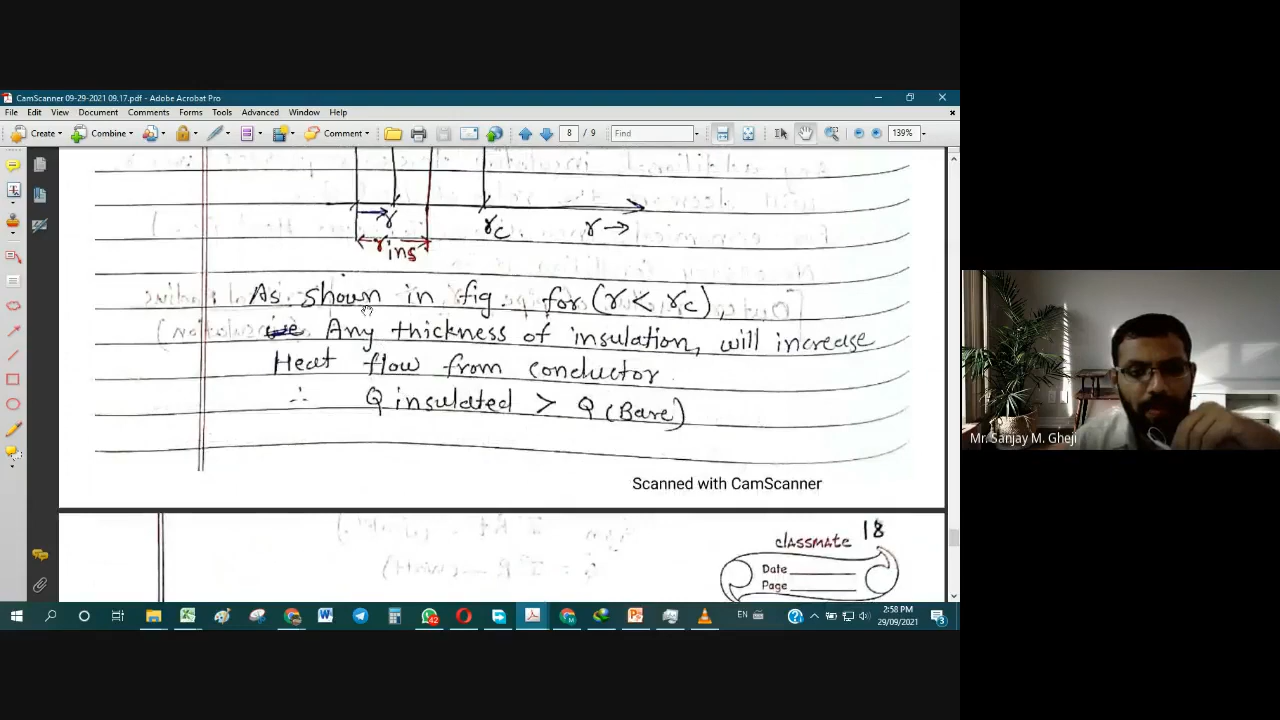 CamScanner 09-29-2021 09.17.pdf - Adobe Acrobat Pro
File Edit View Document Comments Forms Tools Advanced Window Help
Create Combine Comment 8 / 9 Find 139%
r
rc r →
rins
As shown in fig. for (r < rc),
Any thickness of insulation, will increase
Heat flow from conductor.
∴ Q insulated > Q (Bare)
Scanned with CamScanner
classmate 18
Date
Page
Mr. Sanjay M. Gheji
42 EN 2:58 PM
29/09/2021 3